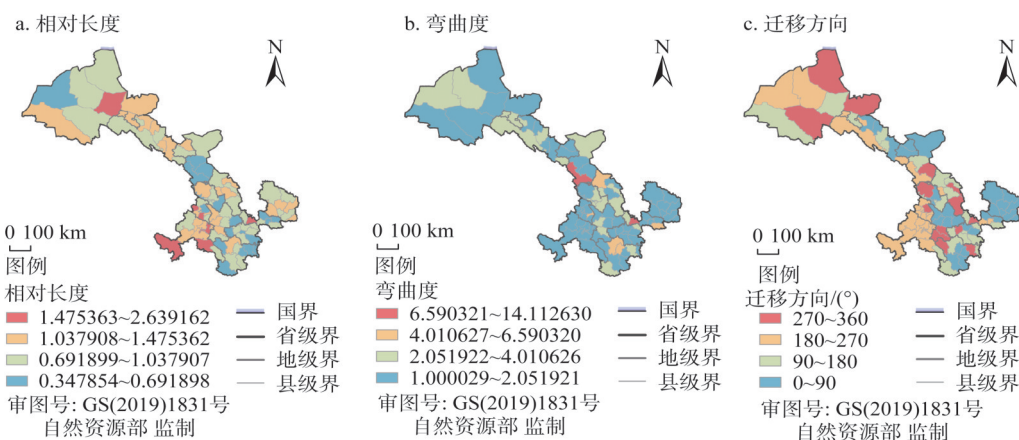 a. 相对长度
N
0 100 km
图例
相对长度
1.475363~2.639162
1.037908~1.475362
0.691899~1.037907
0.347854~0.691898
国界
省级界
地级界
县级界
审图号: GS(2019)1831号
自然资源部 监制
b. 弯曲度
N
0 100 km
图例
弯曲度
6.590321~14.112630
4.010627~6.590320
2.051922~4.010626
1.000029~2.051921
国界
省级界
地级界
县级界
审图号: GS(2019)1831号
自然资源部 监制
c. 迁移方向
N
0 100 km
图例
迁移方向/(°)
270~360
180~270
90~180
0~90
国界
省级界
地级界
县级界
审图号: GS(2019)1831号
自然资源部 监制